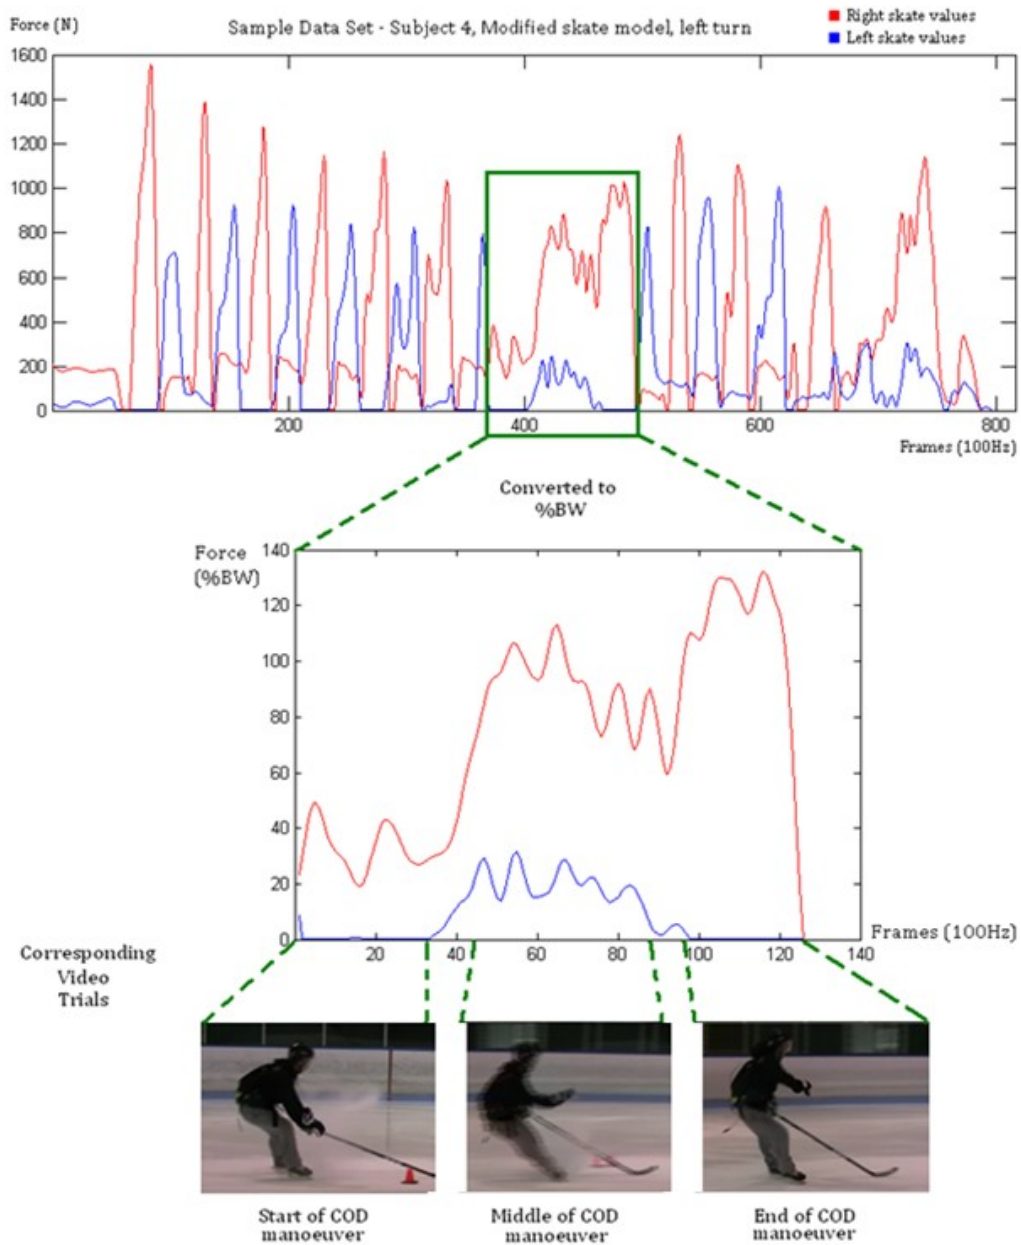 Force (N)
Sample Data Set - Subject 4, Modified skate model, left turn
Right skate values
Left skate values
1600
1400
1200
1000
800
600
400
200
0
200
400
600
800
Frames (100Hz)
Converted to
%BW
Force
(%BW)
140
120
100
80
60
40
20
0
20
40
60
80
100
120
140
Frames (100Hz)
Corresponding
Video
Trials
Start of COD
manoeuver
Middle of COD
manoeuver
End of COD
manoeuver